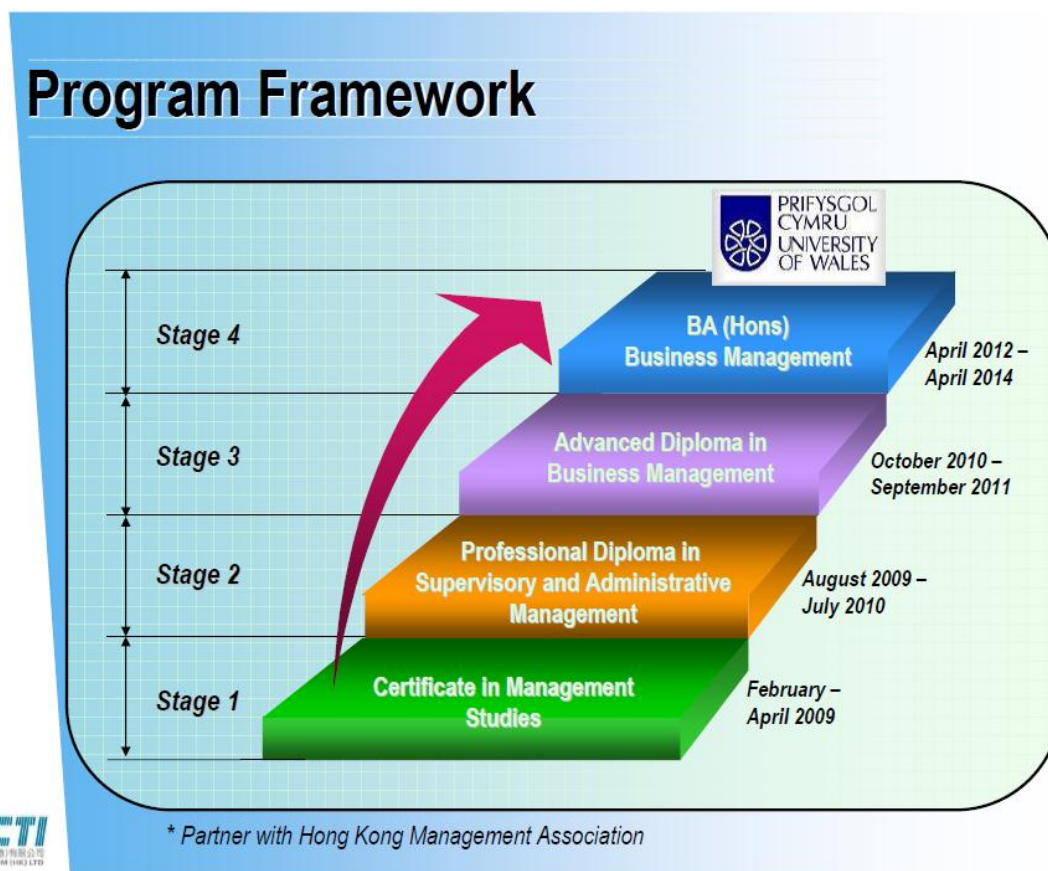 Program Framework
PRIFYSGOL
CYMRU
UNIVERSITY
OF WALES
Stage 4
BA (Hons)
Business Management
April 2012 –
April 2014
Stage 3
Advanced Diploma in
Business Management
October 2010 –
September 2011
Stage 2
Professional Diploma in
Supervisory and Administrative
Management
August 2009 –
July 2010
Stage 1
Certificate in Management
Studies
February –
April 2009
* Partner with Hong Kong Management Association